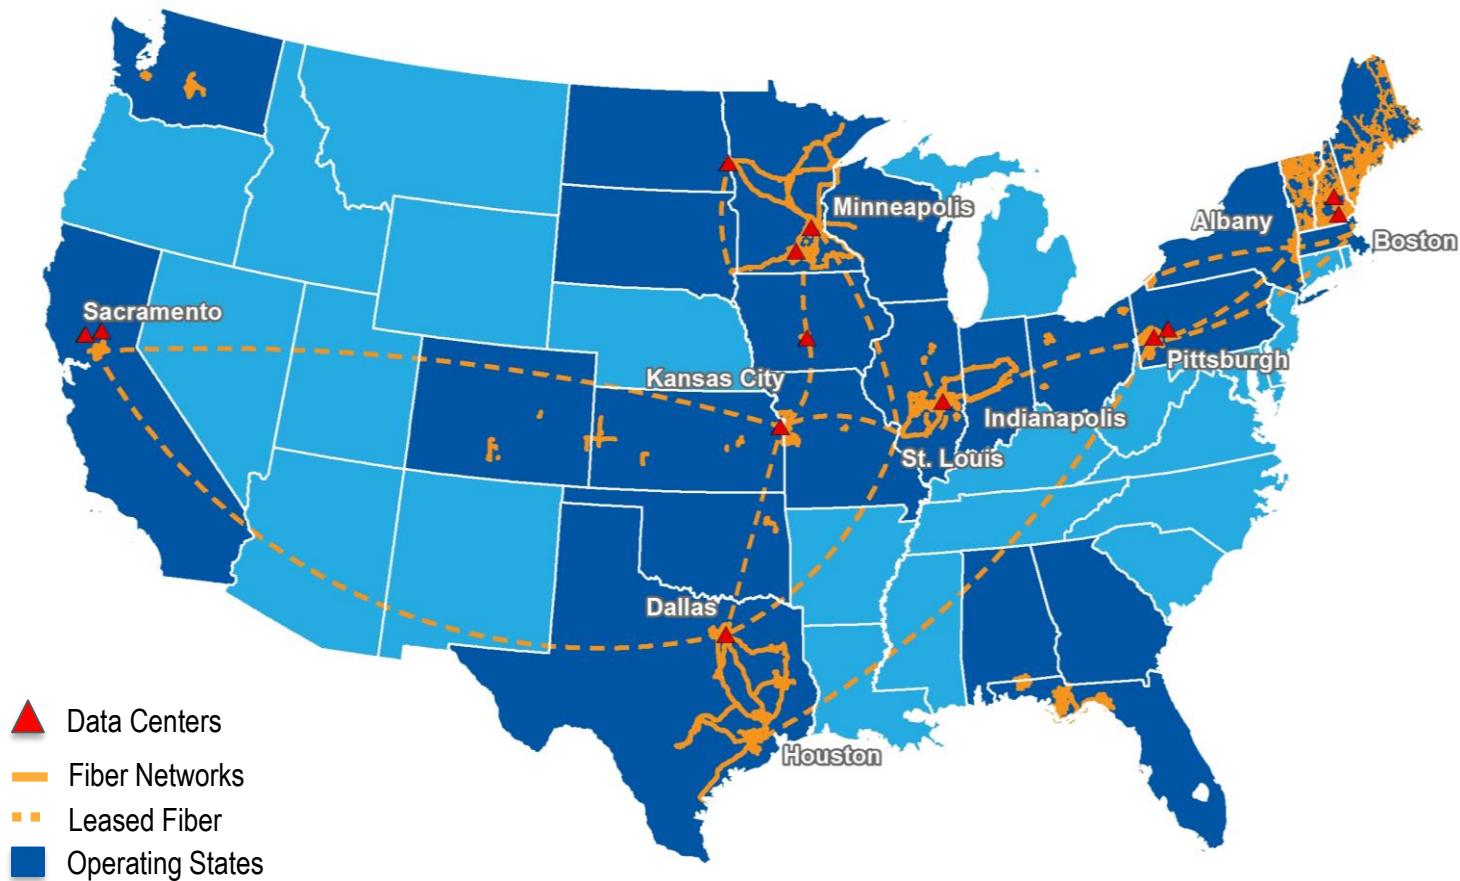 Minneapolis
Albany
Boston
Sacramento
Pittsburgh
Kansas City
Indianapolis
St. Louis
Dallas
Houston
Data Centers
Fiber Networks
Leased Fiber
Operating States